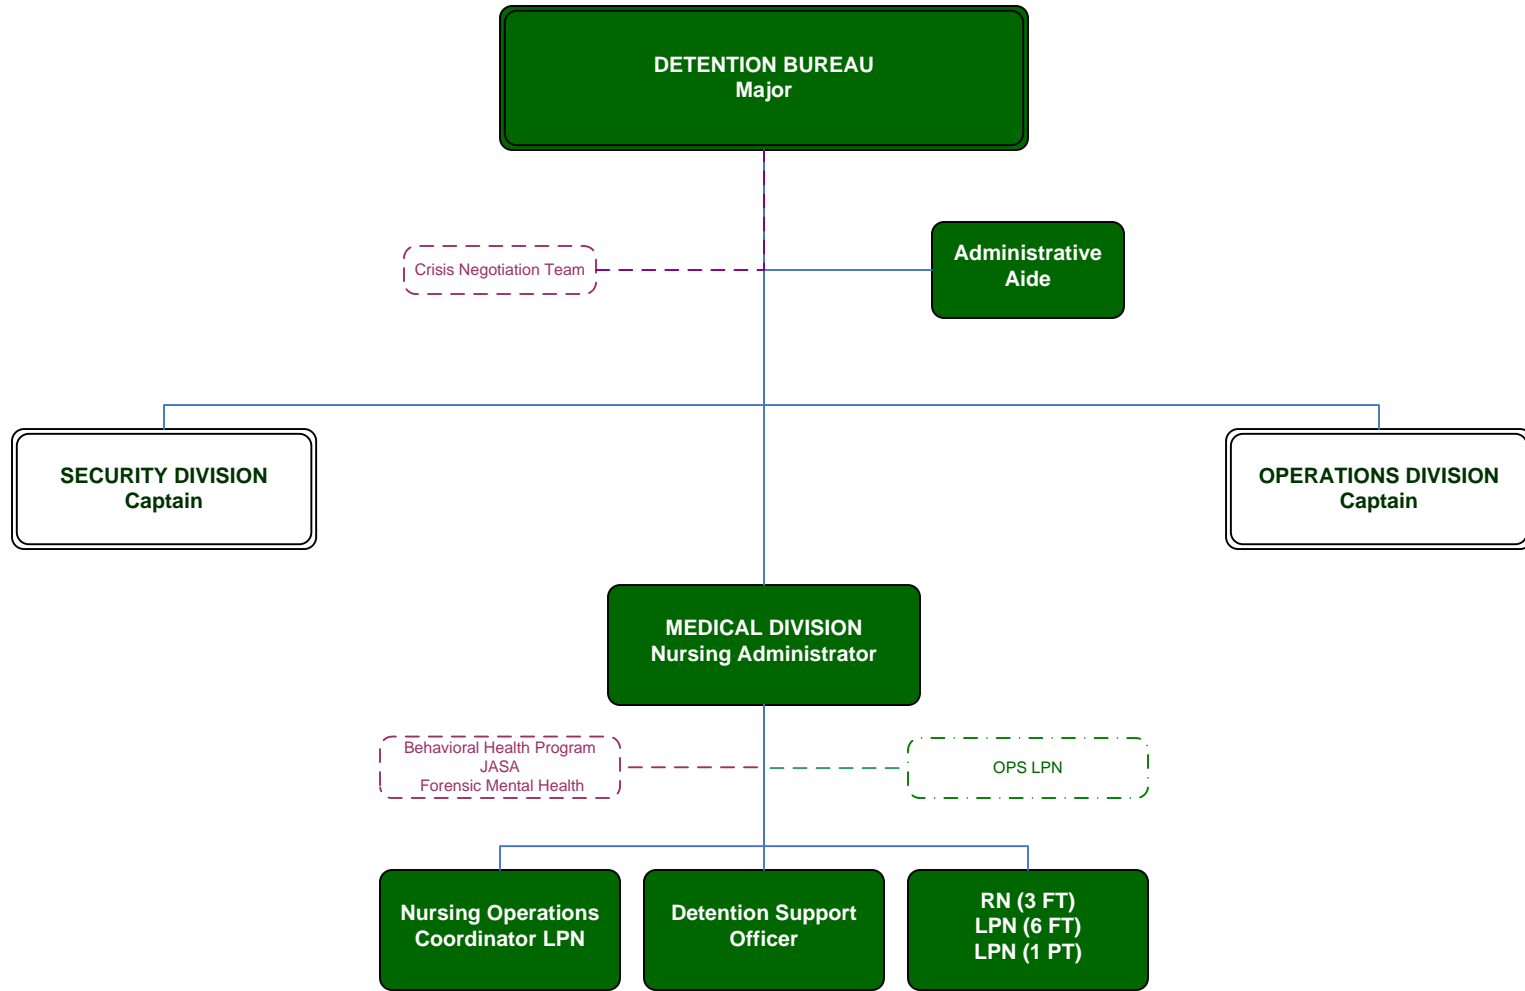 DETENTION BUREAU
Major
Crisis Negotiation Team
Administrative
Aide
SECURITY DIVISION
Captain
OPERATIONS DIVISION
Captain
MEDICAL DIVISION
Nursing Administrator
Behavioral Health Program
JASA
Forensic Mental Health
OPS LPN
Nursing Operations
Coordinator LPN
Detention Support
Officer
RN (3 FT)
LPN (6 FT)
LPN (1 PT)